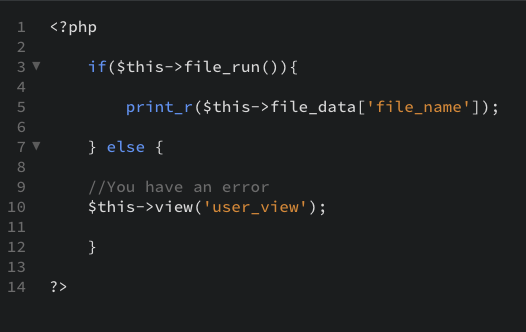 1 <?php
2
3 if($this->file_run()){
4
5 print_r($this->file_data['file_name']);
6
7 } else {
8
9 //You have an error
10 $this->view('user_view');
11
12 }
13
14 ?>